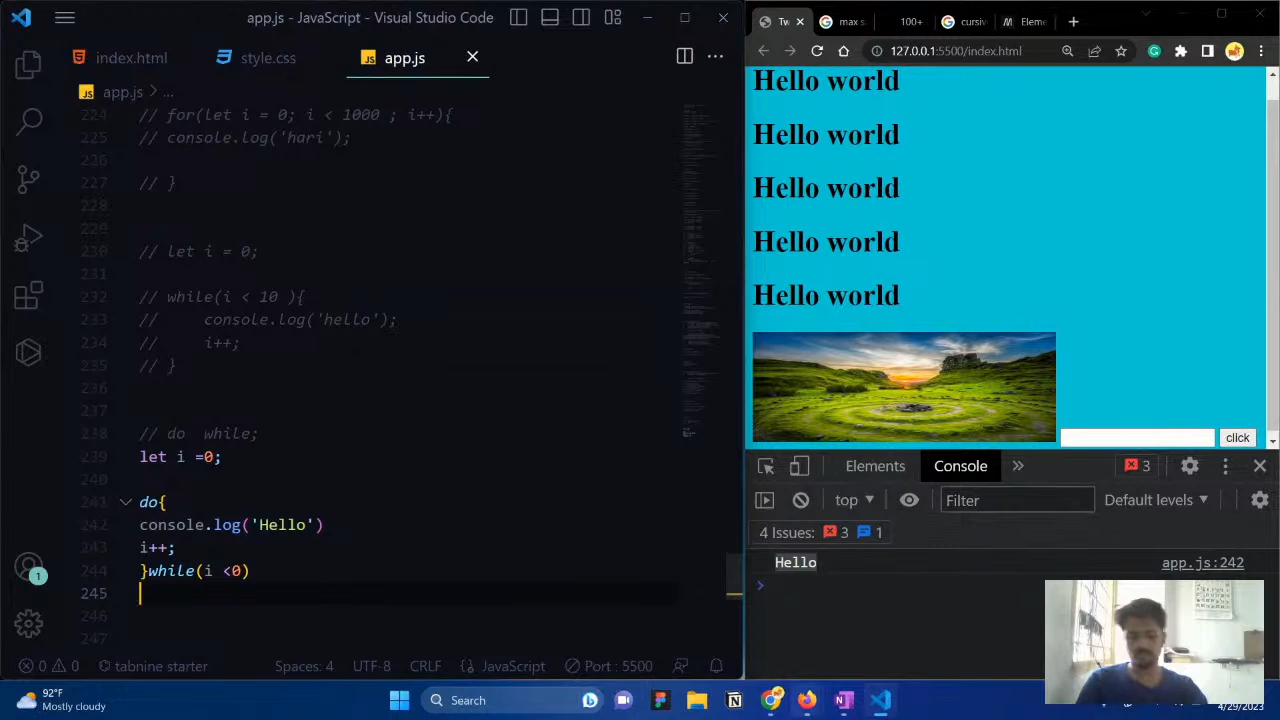 app.js - JavaScript - Visual Studio Code
index.html
style.css
JS app.js
JS app.js > ...
224 // for(let i = 0; i < 1000 ; i++){
225 // console.log('hari');
226
227 // }
228
229
230 // let i = 0;
231
232 // while(i < 10 ){
233 //     console.log('hello');
234 //     i++;
235 // }
236
237
238 // do  while;
239 let i =0;
240
241 do{
242 console.log('Hello')
243 i++;
244 }while(i <0)
245
246
247
1
0 0 tabnine starter Spaces: 4 UTF-8 CRLF {} JavaScript Port : 5500
Tw max s 100+ cursive Eleme
127.0.0.1:5500/index.html
Hello world
Hello world
Hello world
Hello world
Hello world
click
Elements Console 3
top Filter Default levels
4 Issues: 3 1
Hello app.js:242
92°F
Mostly cloudy
Search
4/29/2023